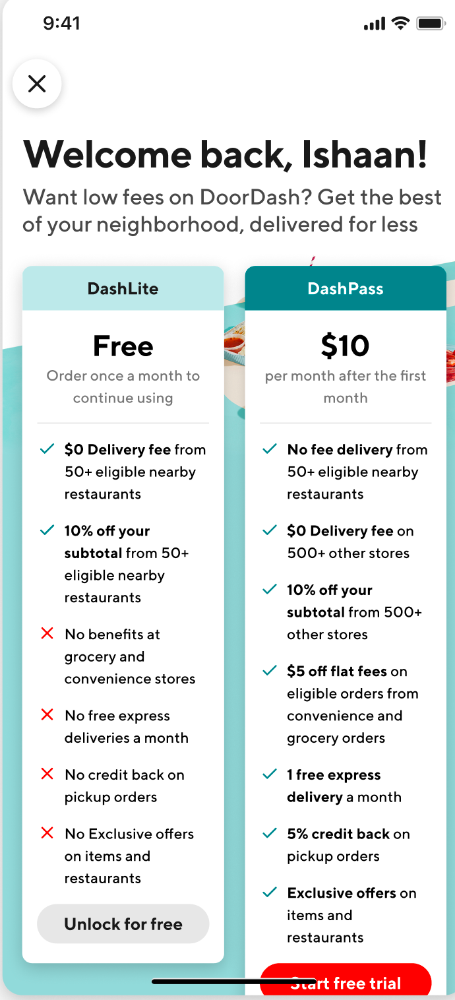 9:41
Welcome back, Ishaan!
Want low fees on DoorDash? Get the best
of your neighborhood, delivered for less
DashLite
Free
Order once a month to
continue using
$0 Delivery fee from
50+ eligible nearby
restaurants
10% off your
subtotal from 50+
eligible nearby
restaurants
No benefits at
grocery and
convenience stores
No free express
deliveries a month
No credit back on
pickup orders
No Exclusive offers
on items and
restaurants
Unlock for free
DashPass
$10
per month after the first
month
No fee delivery from
50+ eligible nearby
restaurants
$0 Delivery fee on
500+ other stores
10% off your
subtotal from 500+
other stores
$5 off flat fees on
eligible orders from
convenience and
grocery orders
1 free express
delivery a month
5% credit back on
pickup orders
Exclusive offers on
items and
restaurants
Start free trial